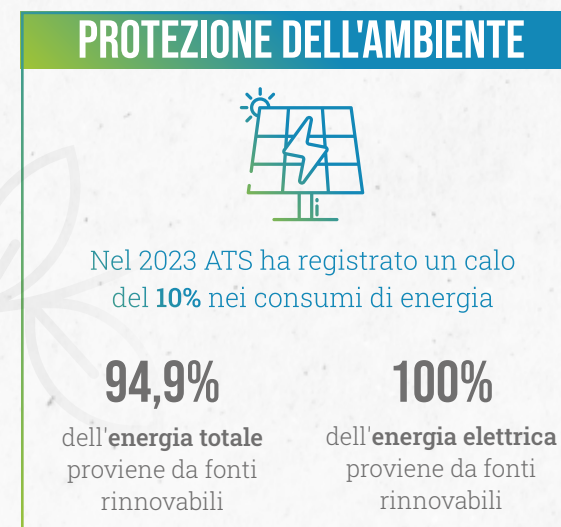 PROTEZIONE DELL'AMBIENTE
Nel 2023 ATS ha registrato un calo
del 10% nei consumi di energia
94,9%
dell'energia totale
proviene da fonti
rinnovabili
100%
dell'energia elettrica
proviene da fonti
rinnovabili